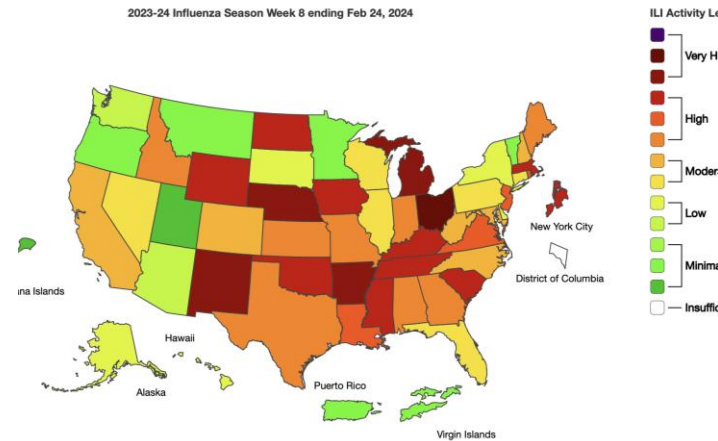 2023-24 Influenza Season Week 8 ending Feb 24, 2024
ILI Activity Le
Very H
High
Moder
Low
Minima
Insuffic
New York City
District of Columbia
na Islands
Hawaii
Alaska
Puerto Rico
Virgin Islands